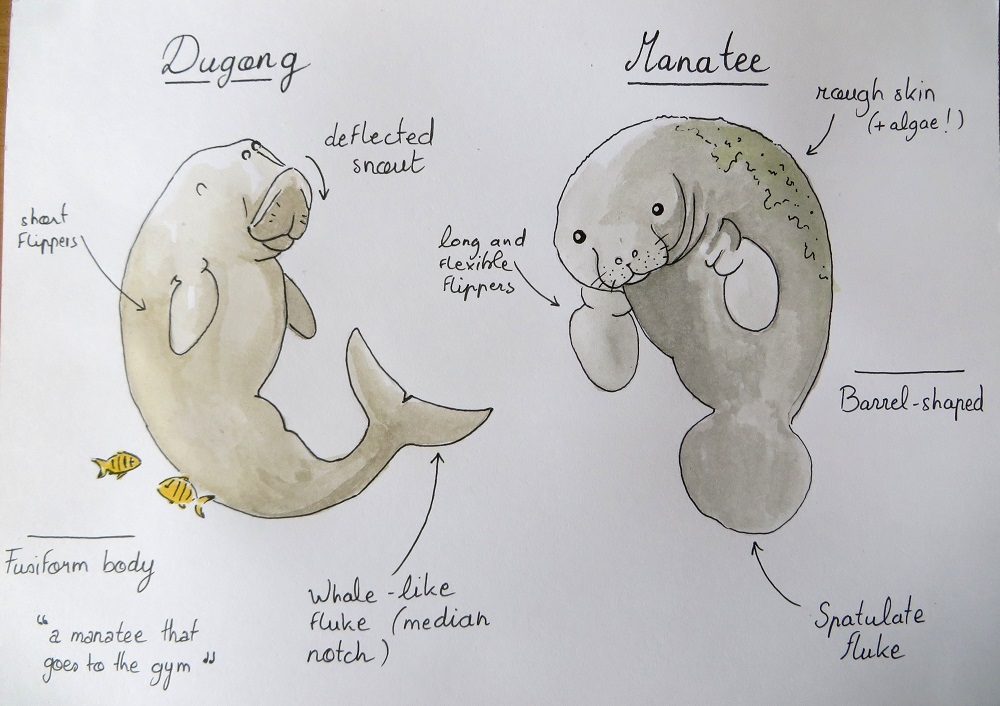 Dugong
deflected
snout
short
flippers
Fusiform body
"a manatee that
goes to the gym"
Whale-like
fluke (median
notch)
Manatee
rough skin
(+ algae!)
long and
flexible
flippers
Barrel-shaped
Spatulate
fluke